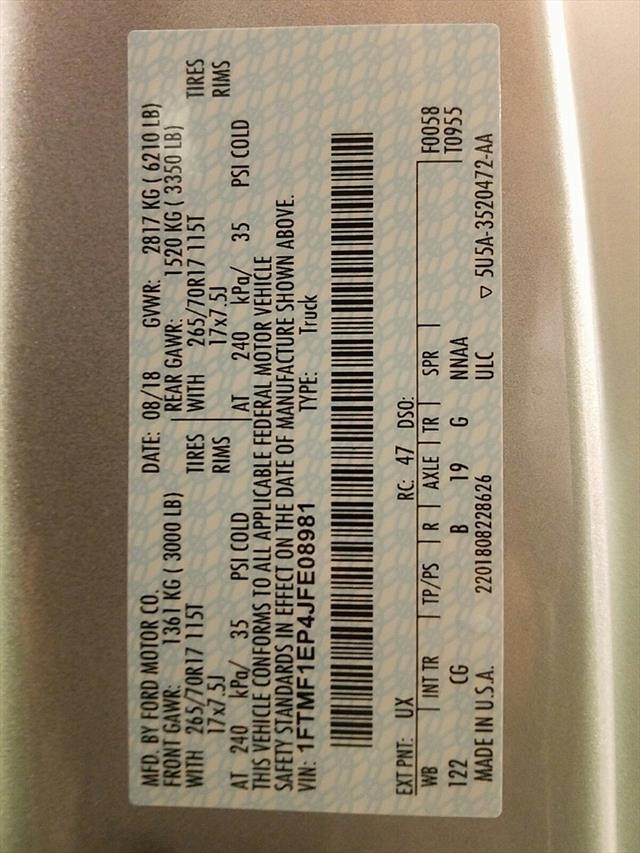 MFD. BY FORD MOTOR CO. DATE: 08/18 GVWR: 2817 KG ( 6210 LB)
FRONT GAWR: 1361 KG ( 3000 LB) REAR GAWR: 1520 KG ( 3350 LB)
WITH 265/70R17 115T TIRES WITH 265/70R17 115T TIRES
17x7.5J RIMS 17x7.5J RIMS
AT 240 kPa/ 35 PSI COLD AT 240 kPa/ 35 PSI COLD
THIS VEHICLE CONFORMS TO ALL APPLICABLE FEDERAL MOTOR VEHICLE
SAFETY STANDARDS IN EFFECT ON THE DATE OF MANUFACTURE SHOWN ABOVE.
VIN: 1FTMF1EP4JFE08981 TYPE: Truck
EXT PNT: UX RC: 47 DSO:
WB INT TR TP/PS R AXLE TR SPR F0058
122 CG B 19 G NNAA T0955
MADE IN U.S.A. 2201808228626 ULC ▽ 5U5A-3520472-AA